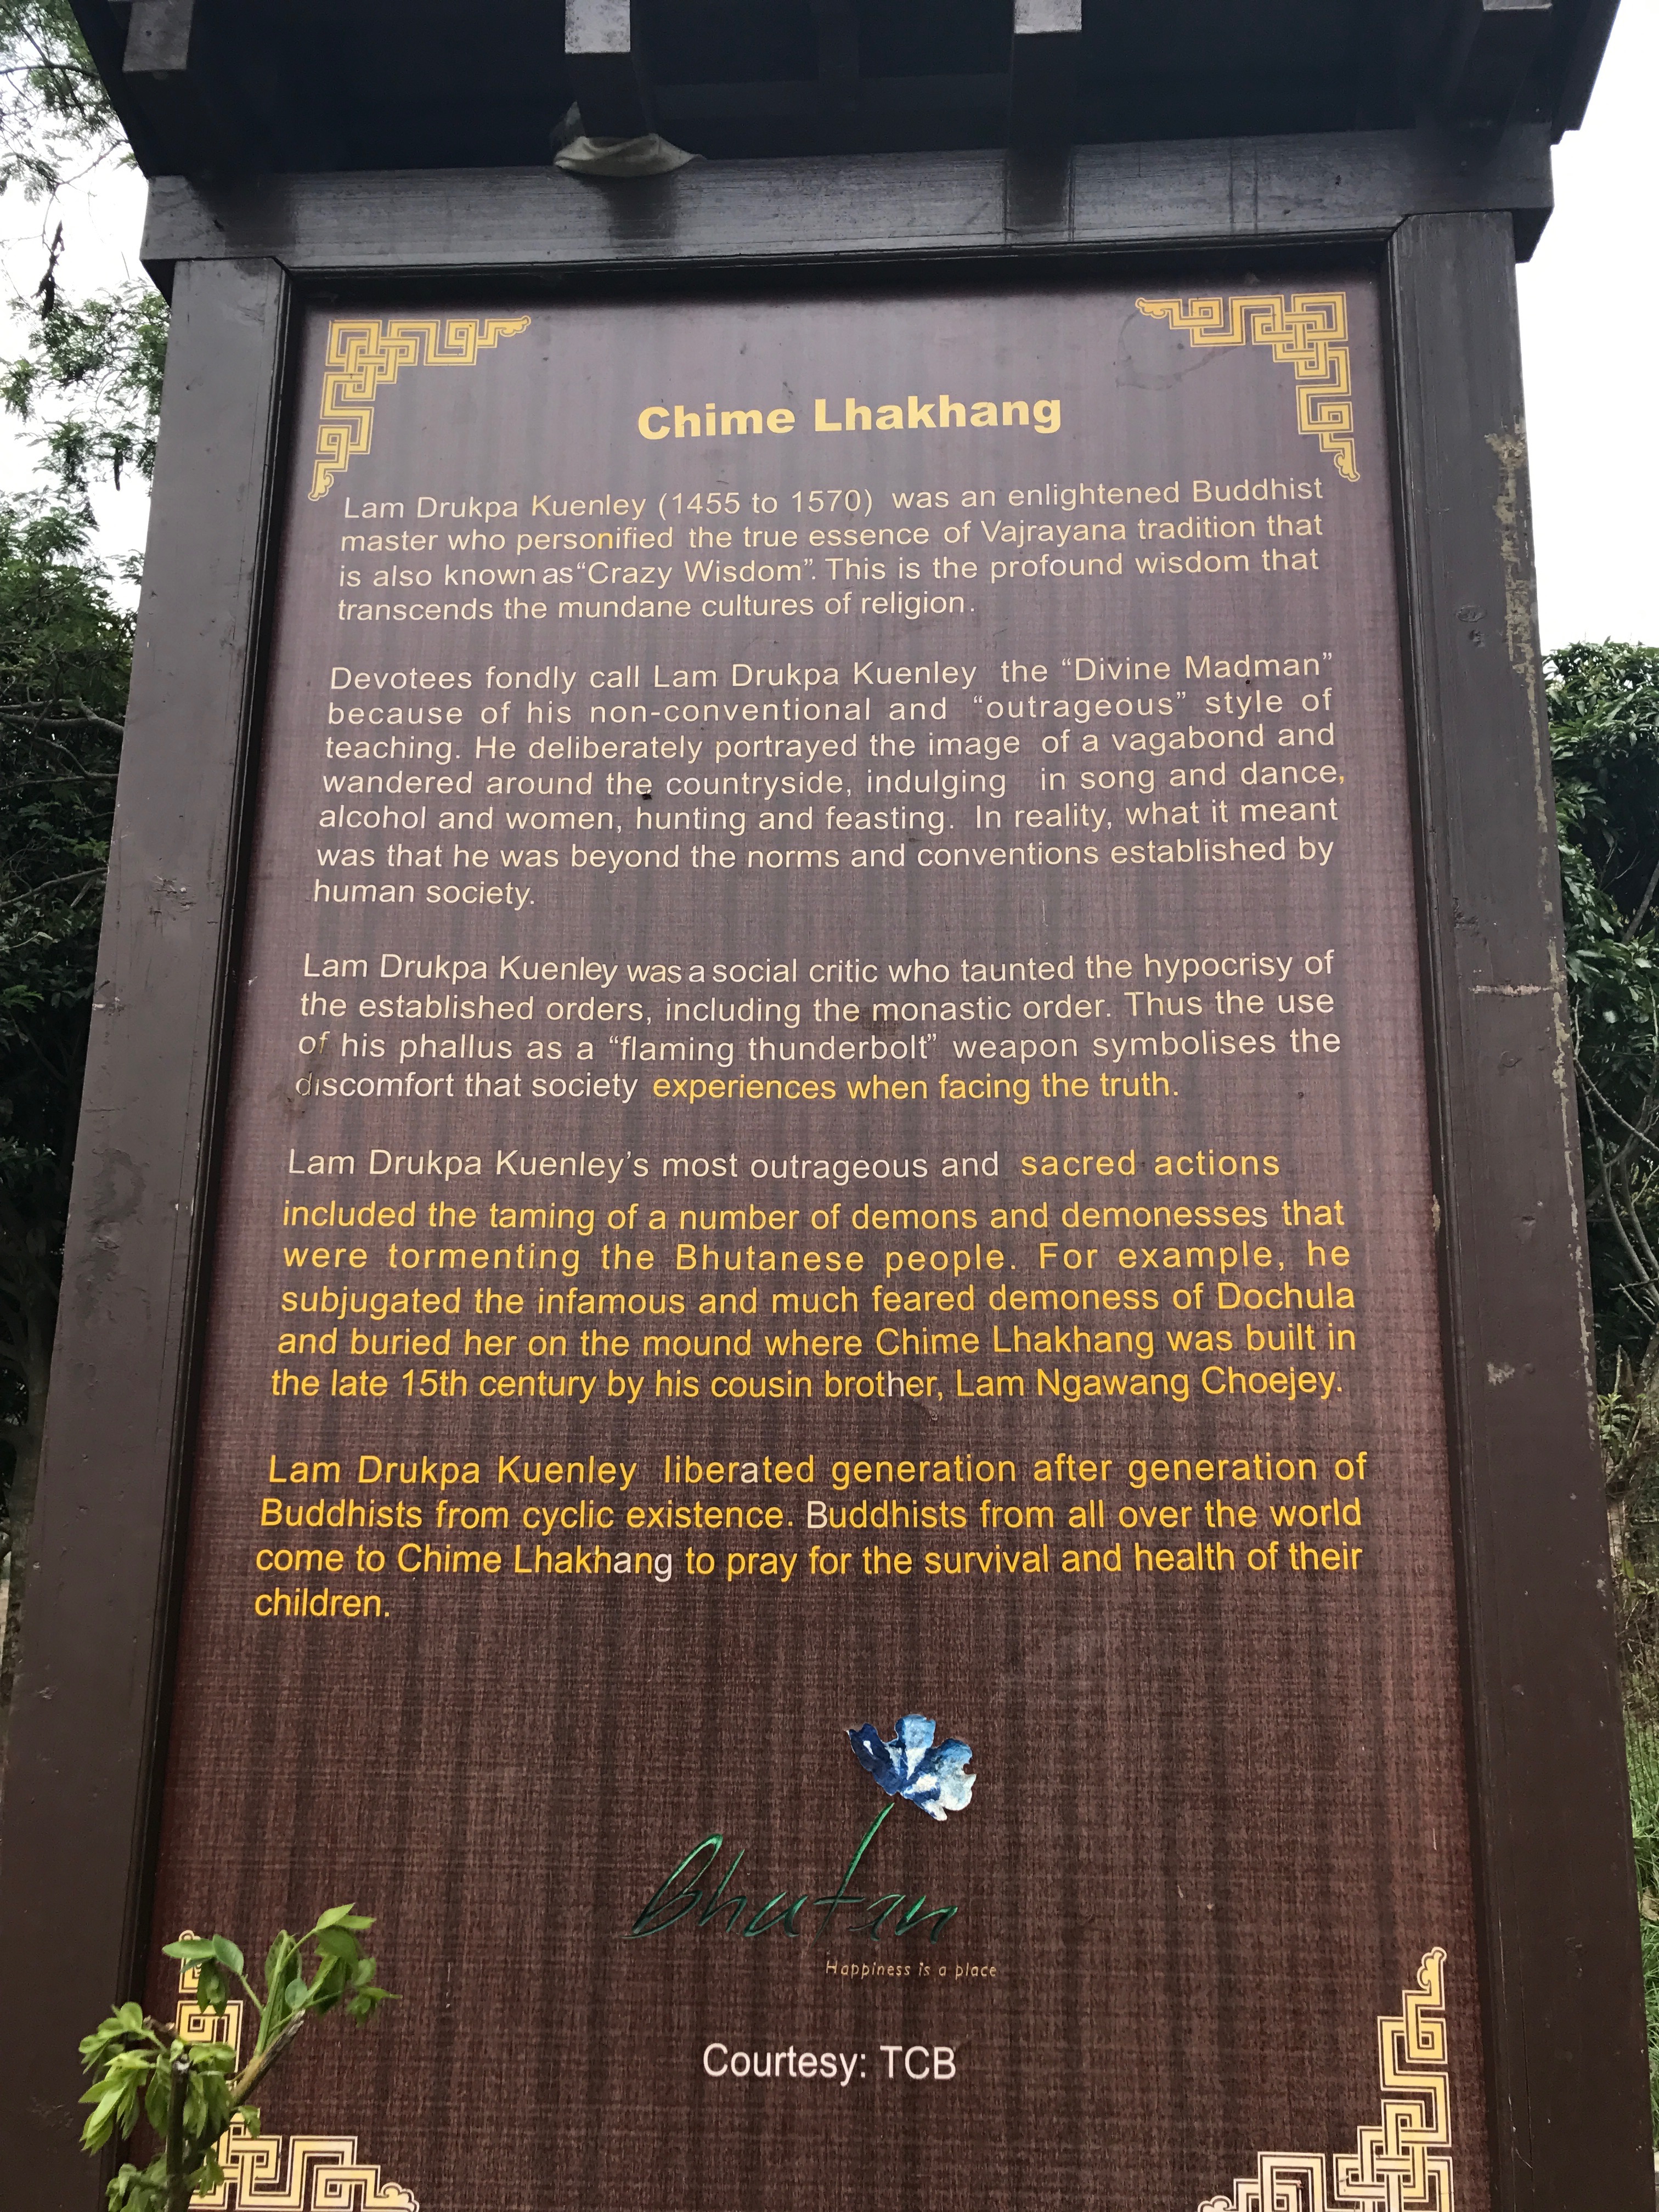 Chime Lhakhang
Lam Drukpa Kuenley (1455 to 1570) was an enlightened Buddhist
master who personified the true essence of Vajrayana tradition that
is also known as “Crazy Wisdom”. This is the profound wisdom that
transcends the mundane cultures of religion.
Devotees fondly call Lam Drukpa Kuenley the “Divine Madman”
because of his non-conventional and “outrageous” style of
teaching. He deliberately portrayed the image of a vagabond and
wandered around the countryside, indulging in song and dance,
alcohol and women, hunting and feasting. In reality, what it meant
was that he was beyond the norms and conventions established by
human society.
Lam Drukpa Kuenley was a social critic who taunted the hypocrisy of
the established orders, including the monastic order. Thus the use
of his phallus as a “flaming thunderbolt” weapon symbolises the
discomfort that society experiences when facing the truth.
Lam Drukpa Kuenley’s most outrageous and sacred actions
included the taming of a number of demons and demonesses that
were tormenting the Bhutanese people. For example, he
subjugated the infamous and much feared demoness of Dochula
and buried her on the mound where Chime Lhakhang was built in
the late 15th century by his cousin brother, Lam Ngawang Choejey.
Lam Drukpa Kuenley liberated generation after generation of
Buddhists from cyclic existence. Buddhists from all over the world
come to Chime Lhakhang to pray for the survival and health of their
children.
Bhutan
Happiness is a place
Courtesy: TCB